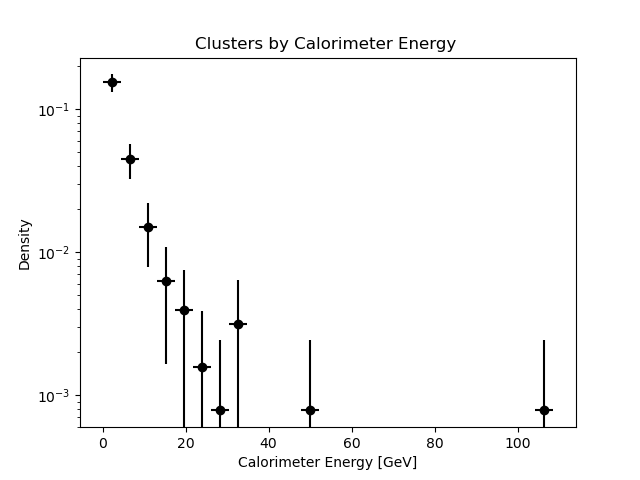 Clusters by Calorimeter Energy
Density
10⁻¹
10⁻²
10⁻³
0 20 40 60 80 100
Calorimeter Energy [GeV]